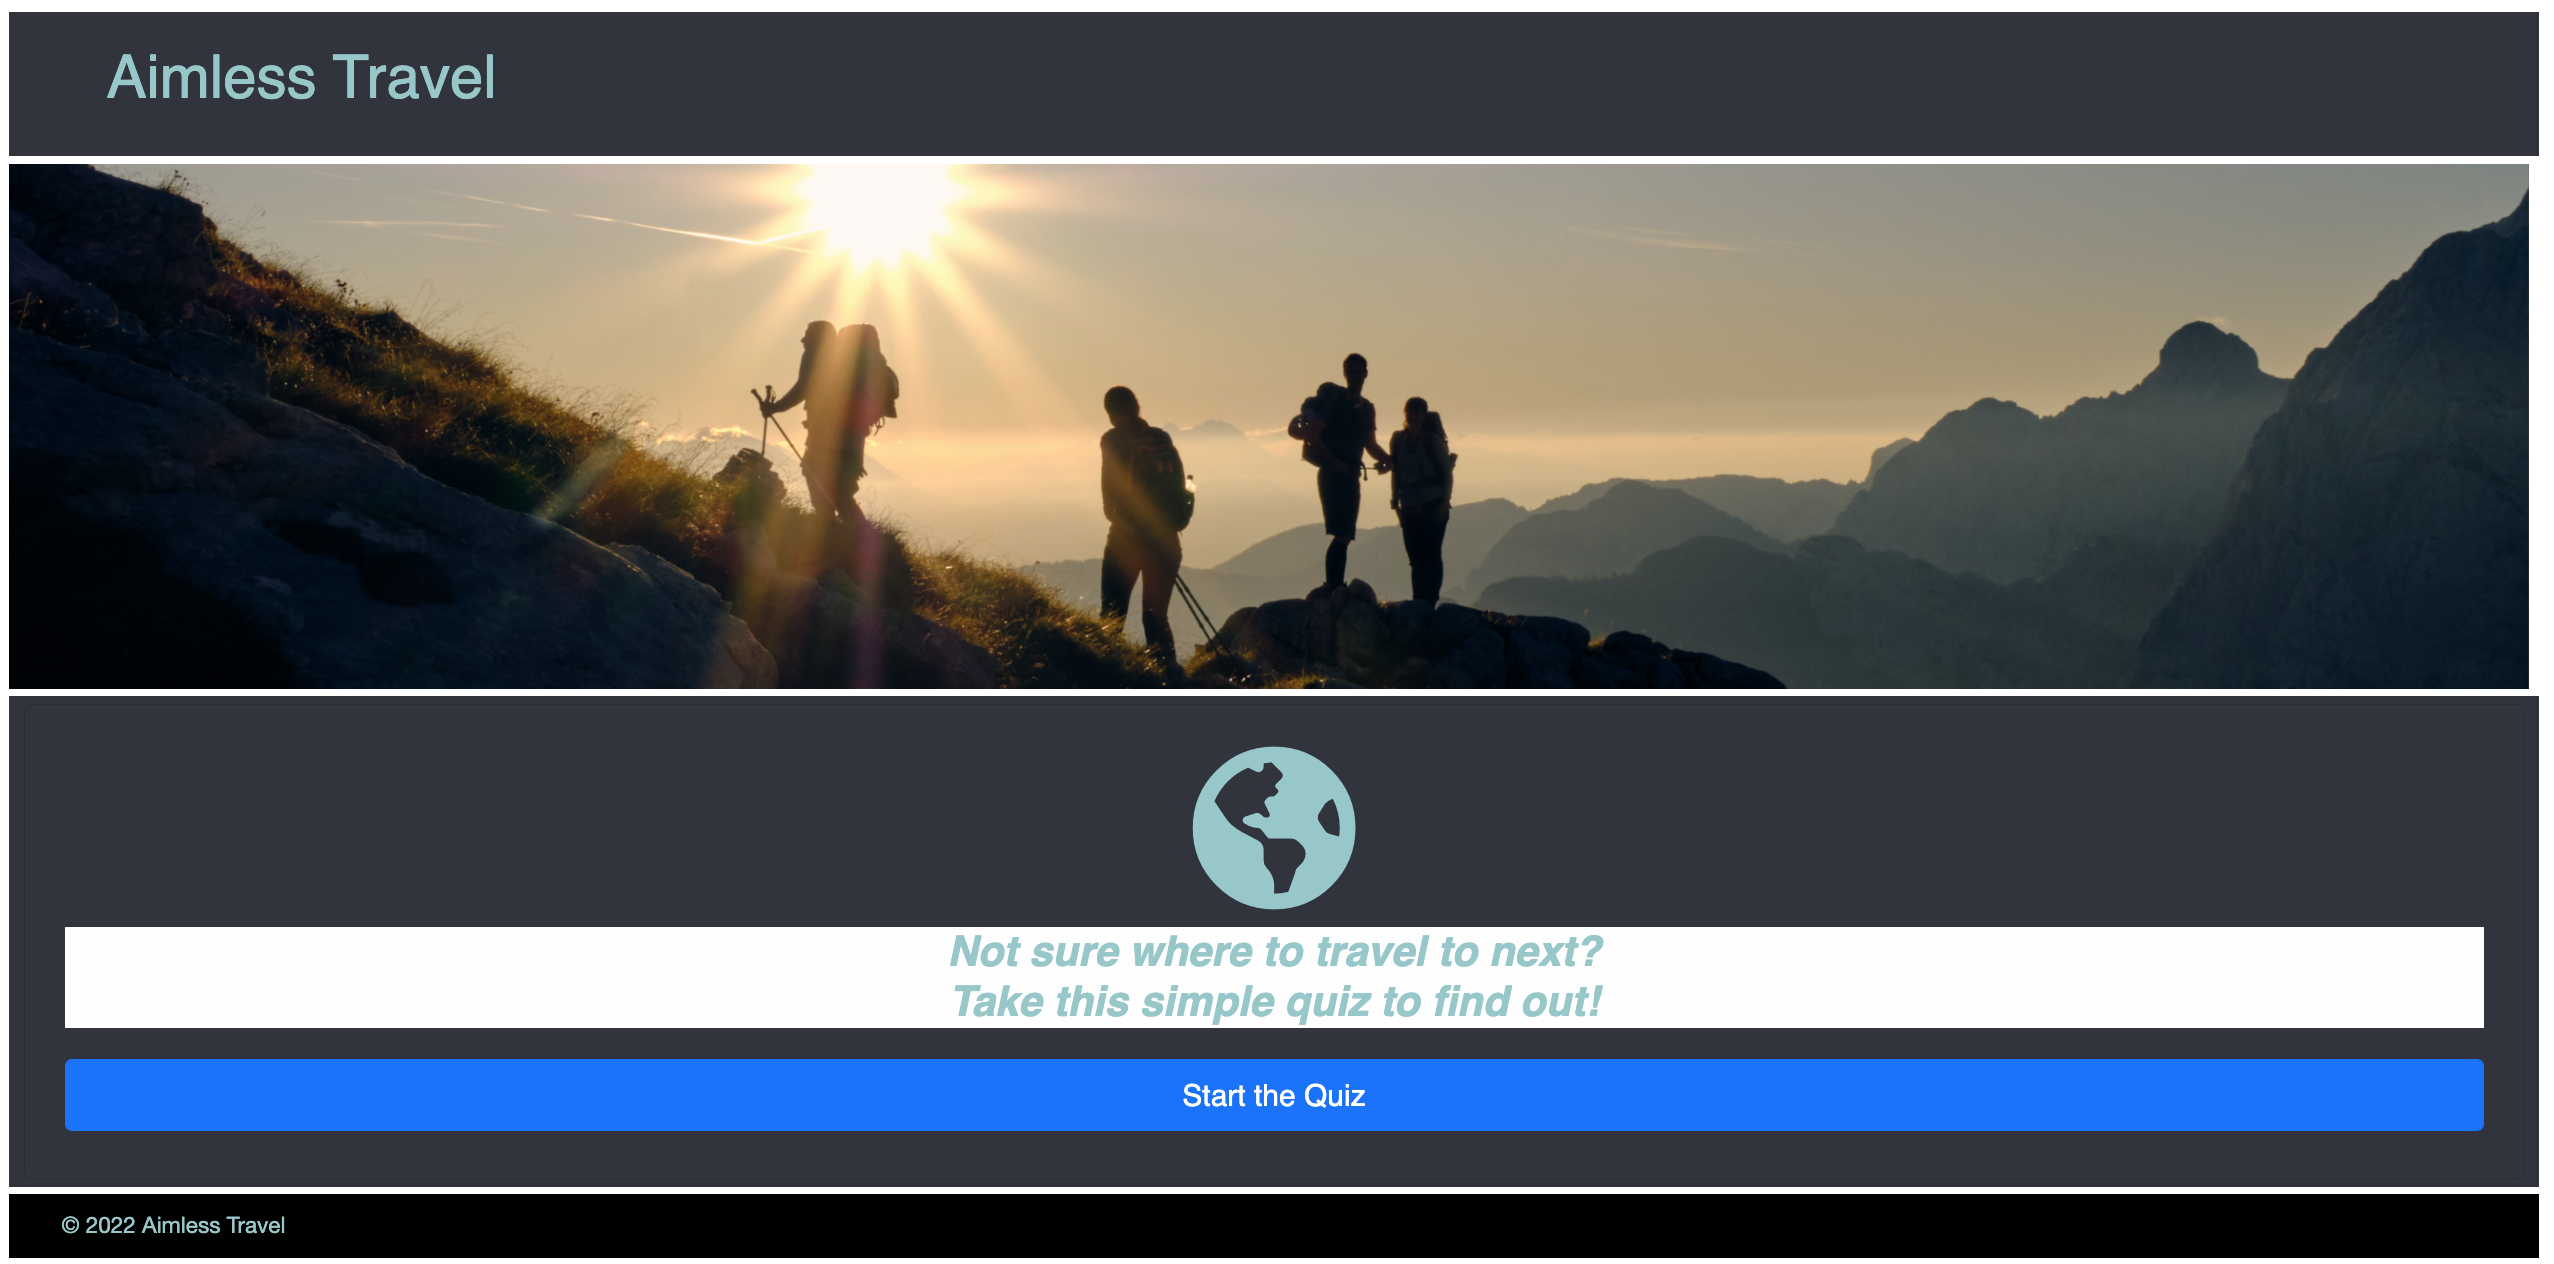 Aimless Travel
Not sure where to travel to next?
Take this simple quiz to find out!
Start the Quiz
© 2022 Aimless Travel